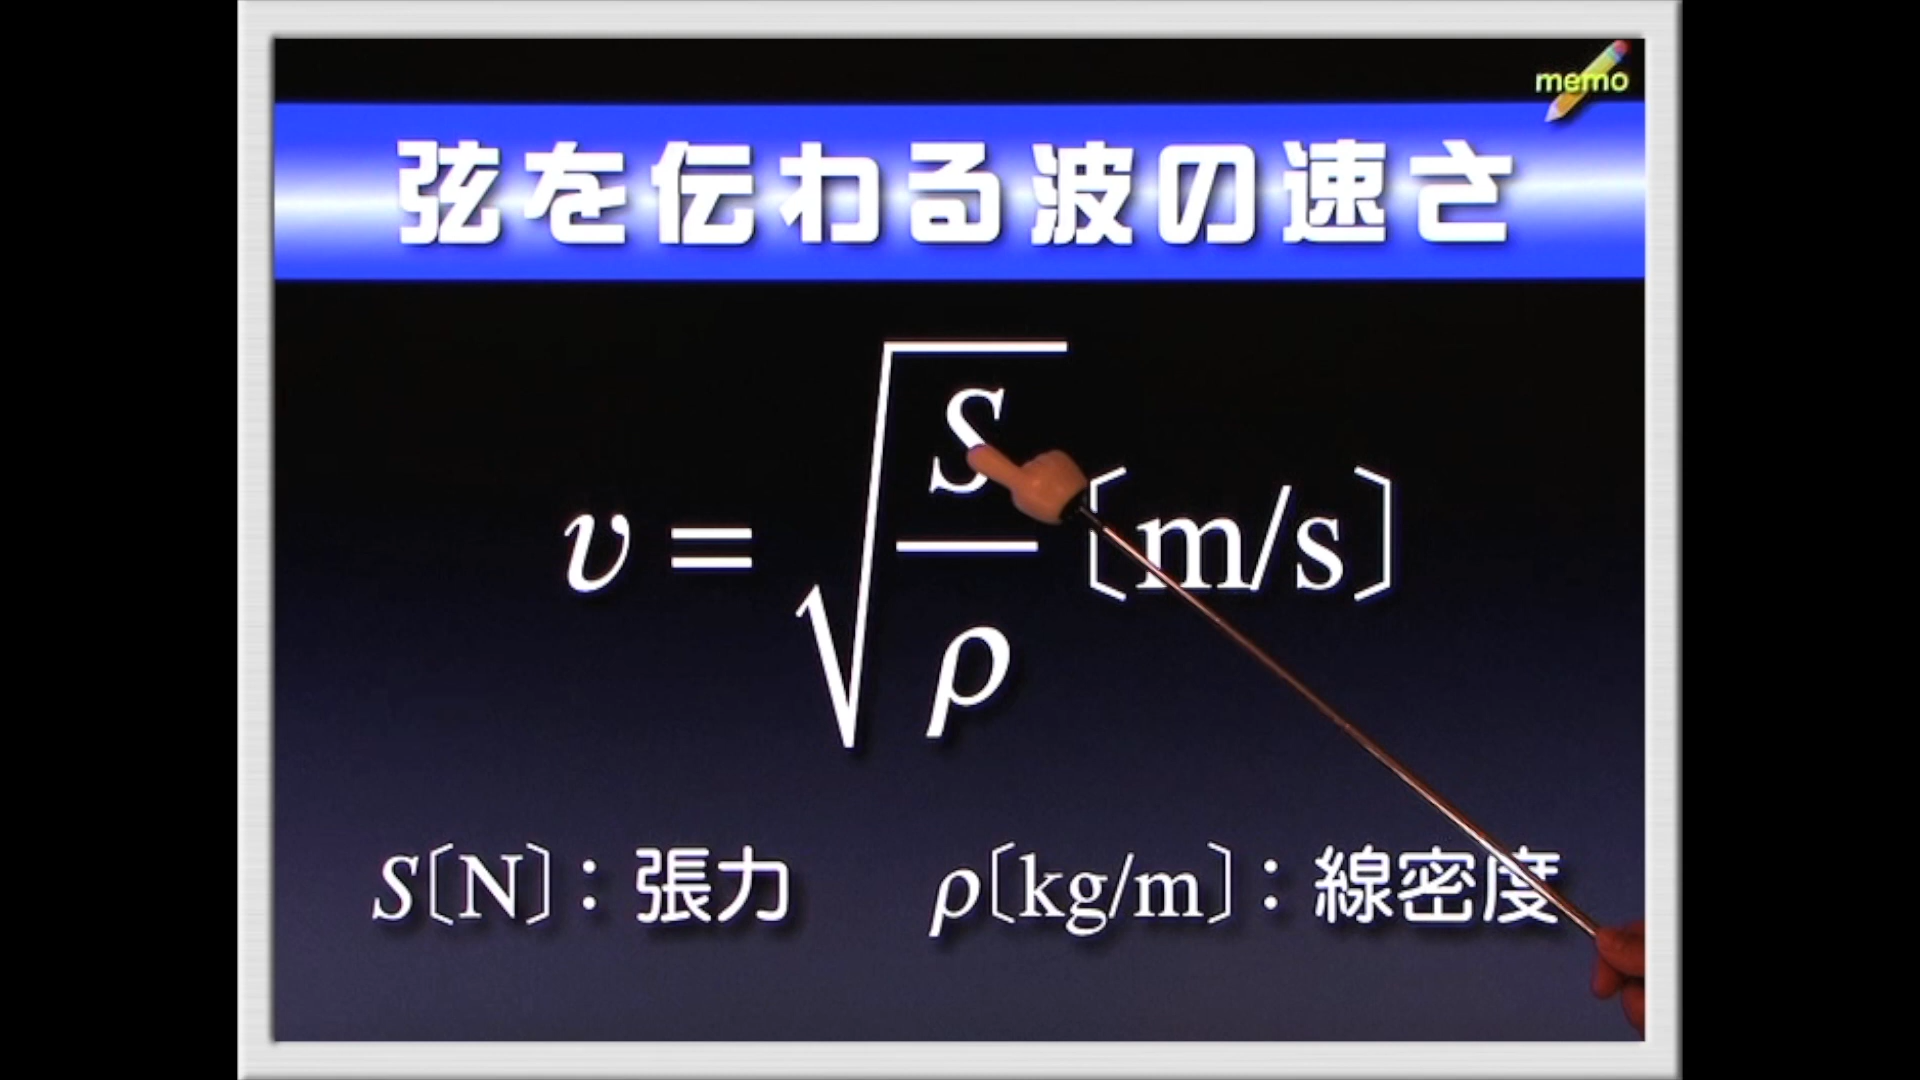 memo
弦を伝わる波の速さ
v = √(S/ρ) 〔m/s〕
S〔N〕：張力 ρ〔kg/m〕：線密度